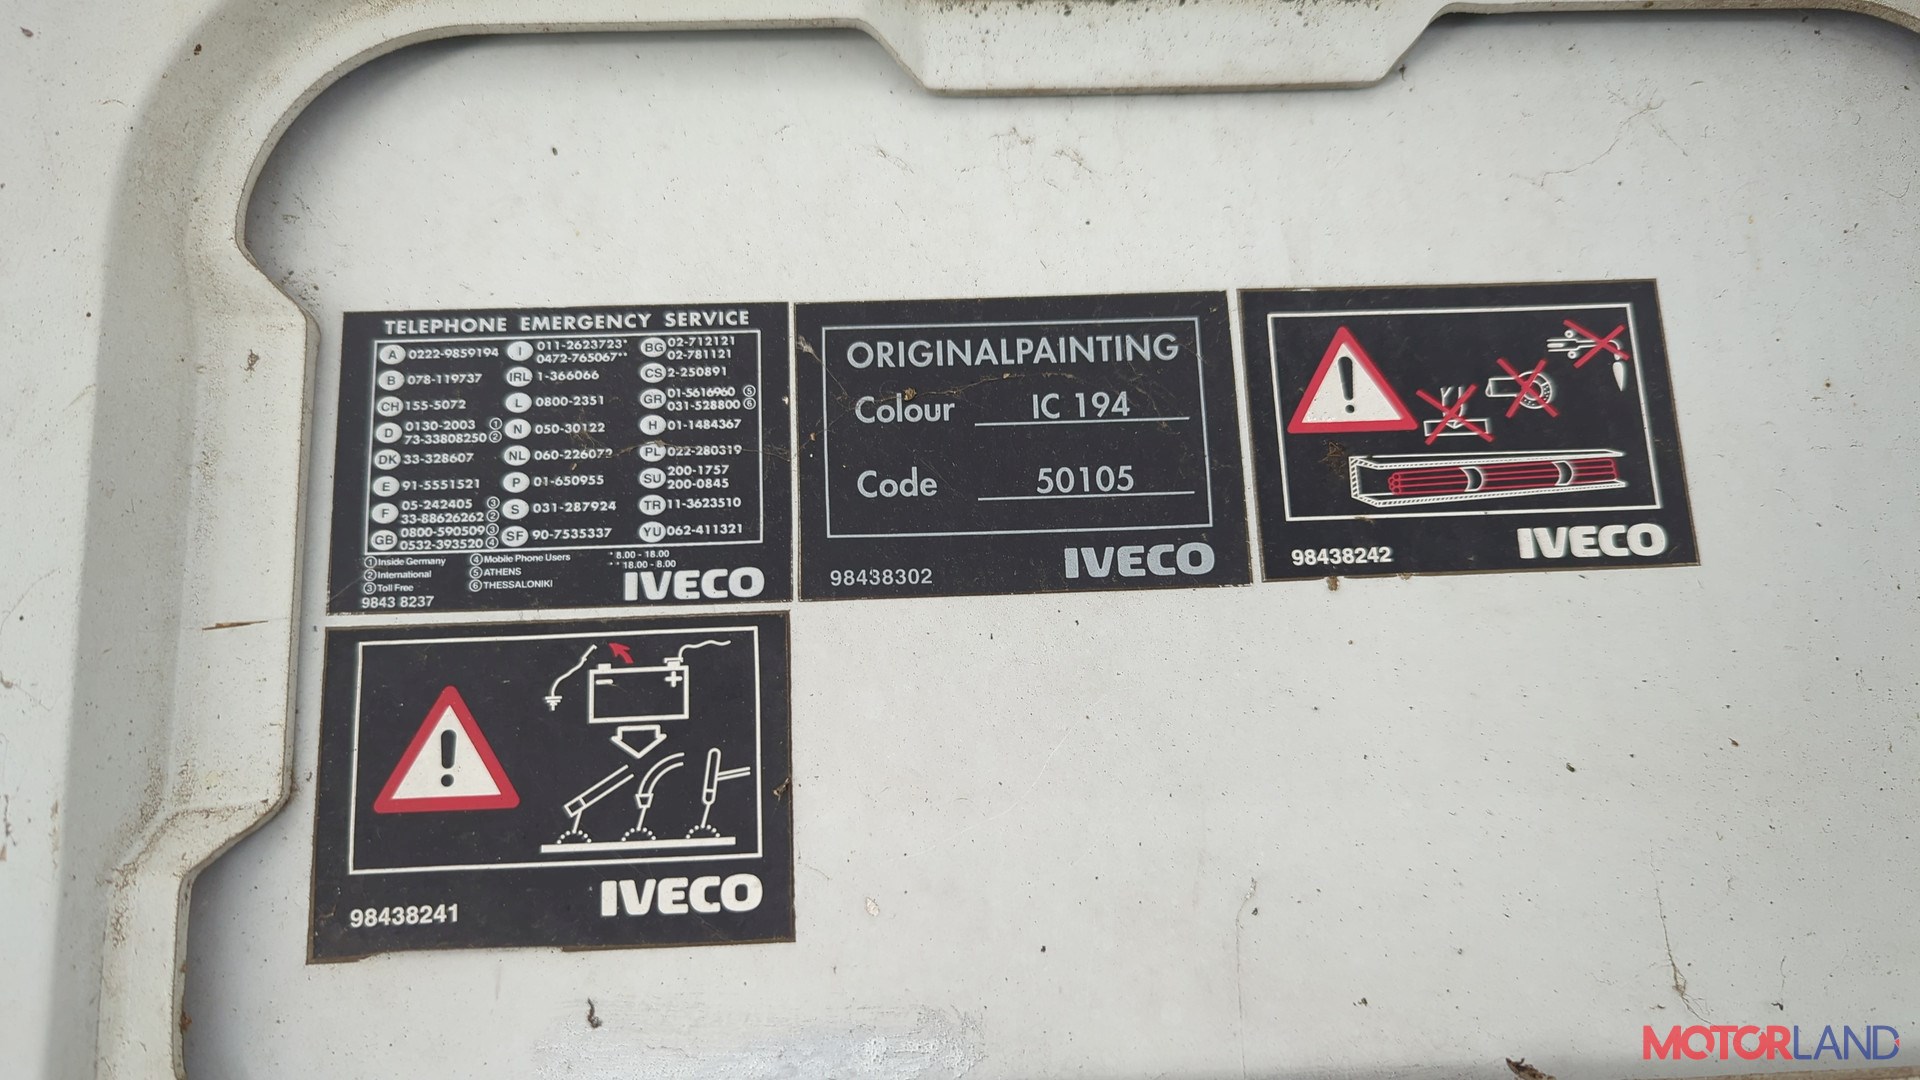 TELEPHONE EMERGENCY SERVICE
A 0222-9859194
B 078-119737
CH 155-5072
D 0130-2003 ①
73-33808250 ②
DK 33-328607
E 91-5551521
F 05-242405 ③
33-88626262 ②
GB 0800-590509 ③
0532-393520 ④
I 011-2623723*
0472-765067**
IRL 1-366066
L 0800-2351
N 050-30122
NL 060-226072
P 01-650955
S 031-287924
SF 90-7535337
BG 02-712121
02-781121
CS 2-250891
GR 01-5616960 ⑤
031-528800 ⑥
H 01-1484367
PL 022-280319
SU 200-1757
200-0845
TR 11-3623510
YU 062-411321
① Inside Germany
② International
③ Toll Free
④ Mobile Phone Users
⑤ ATHENS
⑥ THESSALONIKI
* 8.00 - 18.00
** 18.00 - 8.00
9843 8237
IVECO
ORIGINALPAINTING
Colour IC 194
Code 50105
98438302
IVECO
98438242
IVECO
98438241
IVECO
MOTORLAND